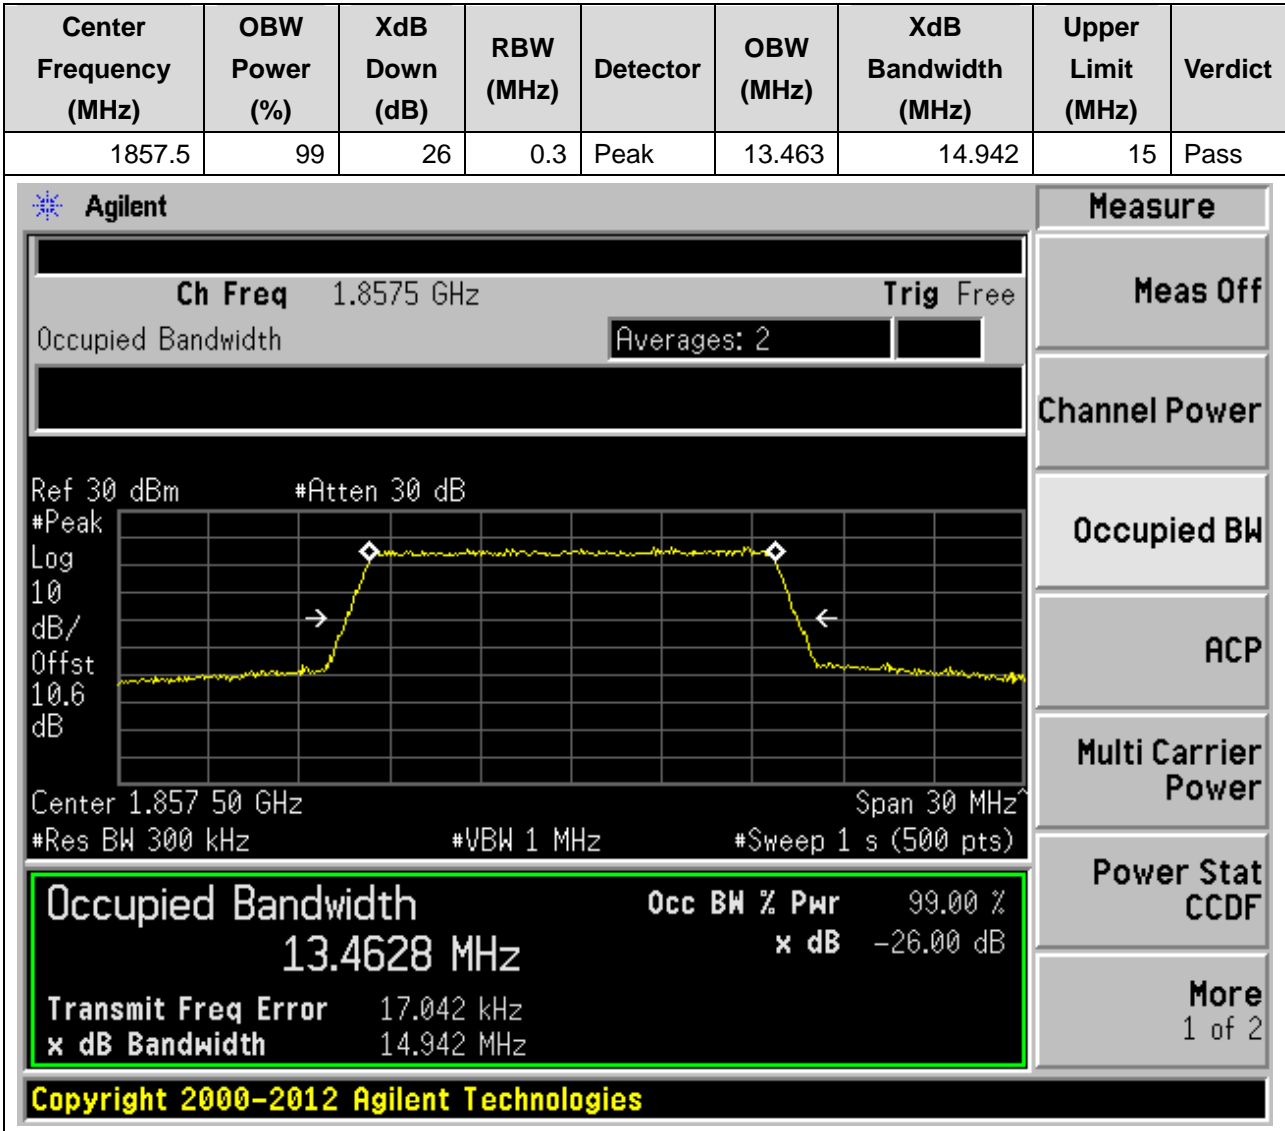 Center Frequency (MHz) OBW Power (%) XdB Down (dB) RBW (MHz) Detector OBW (MHz) XdB Bandwidth (MHz) Upper Limit (MHz) Verdict
1857.5 99 26 0.3 Peak 13.463 14.942 15 Pass
Agilent
Ch Freq 1.8575 GHz Trig Free
Occupied Bandwidth Averages: 2
Ref 30 dBm #Atten 30 dB
#Peak
Log
10
dB/
Offst
10.6
dB
Center 1.857 50 GHz Span 30 MHz^
#Res BW 300 kHz #VBW 1 MHz #Sweep 1 s (500 pts)
Occupied Bandwidth Occ BW % Pwr 99.00 %
13.4628 MHz x dB -26.00 dB
Transmit Freq Error 17.042 kHz
x dB Bandwidth 14.942 MHz
Measure
Meas Off
Channel Power
Occupied BW
ACP
Multi Carrier
Power
Power Stat
CCDF
More
1 of 2
Copyright 2000-2012 Agilent Technologies